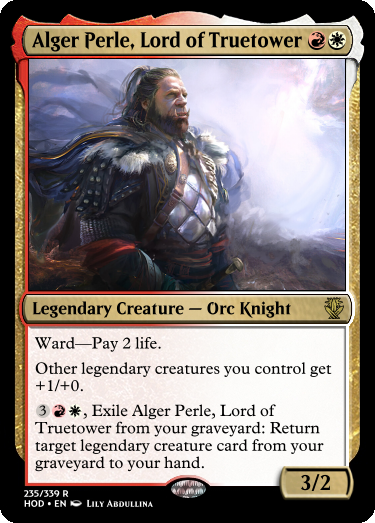 Alger Perle, Lord of Truetower
Legendary Creature — Orc Knight
Ward—Pay 2 life.
Other legendary creatures you control get
+1/+0.
3, Exile Alger Perle, Lord of
Truetower from your graveyard: Return
target legendary creature card from your
graveyard to your hand.
3/2
235/339 R
HOD • EN Lily Abdullina